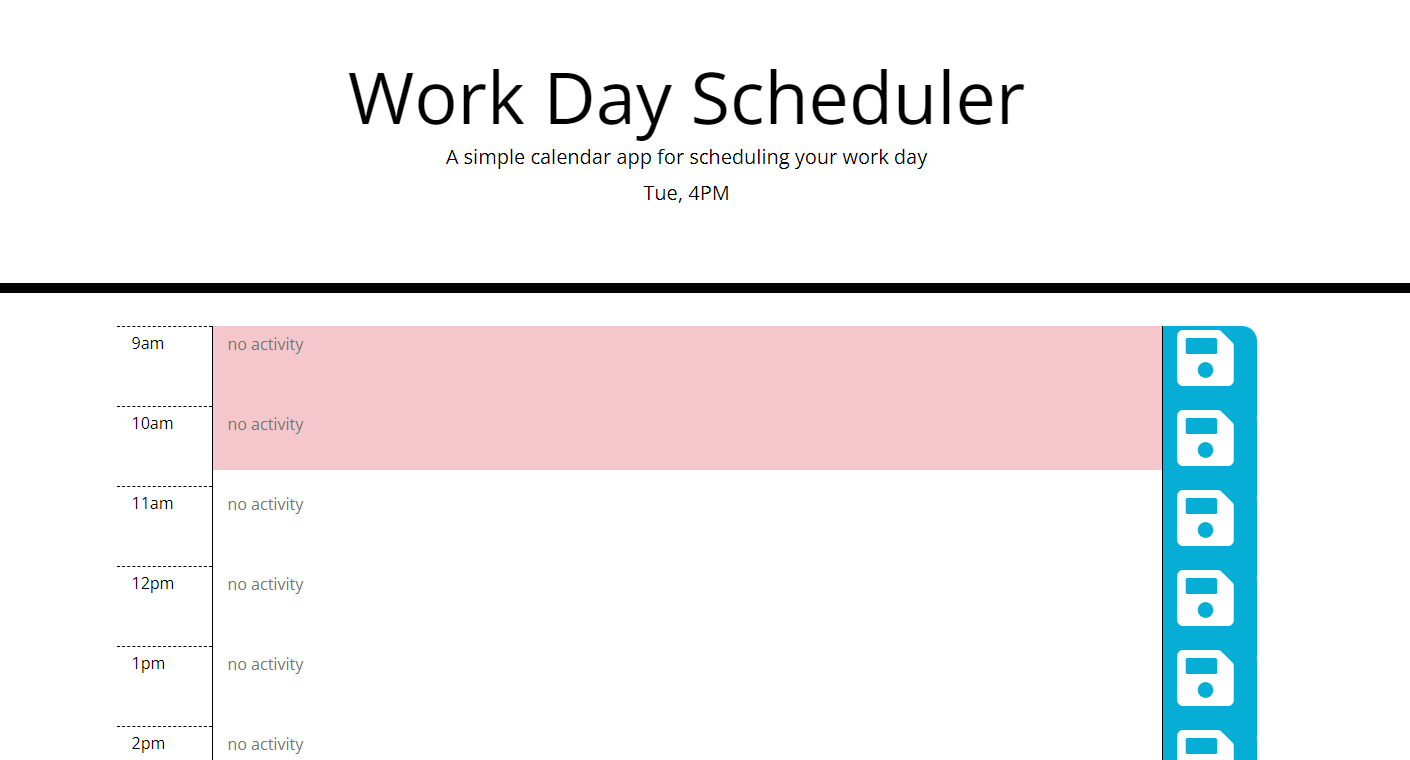 Work Day Scheduler
A simple calendar app for scheduling your work day
Tue, 4PM
9am
no activity
10am
no activity
11am
no activity
12pm
no activity
1pm
no activity
2pm
no activity